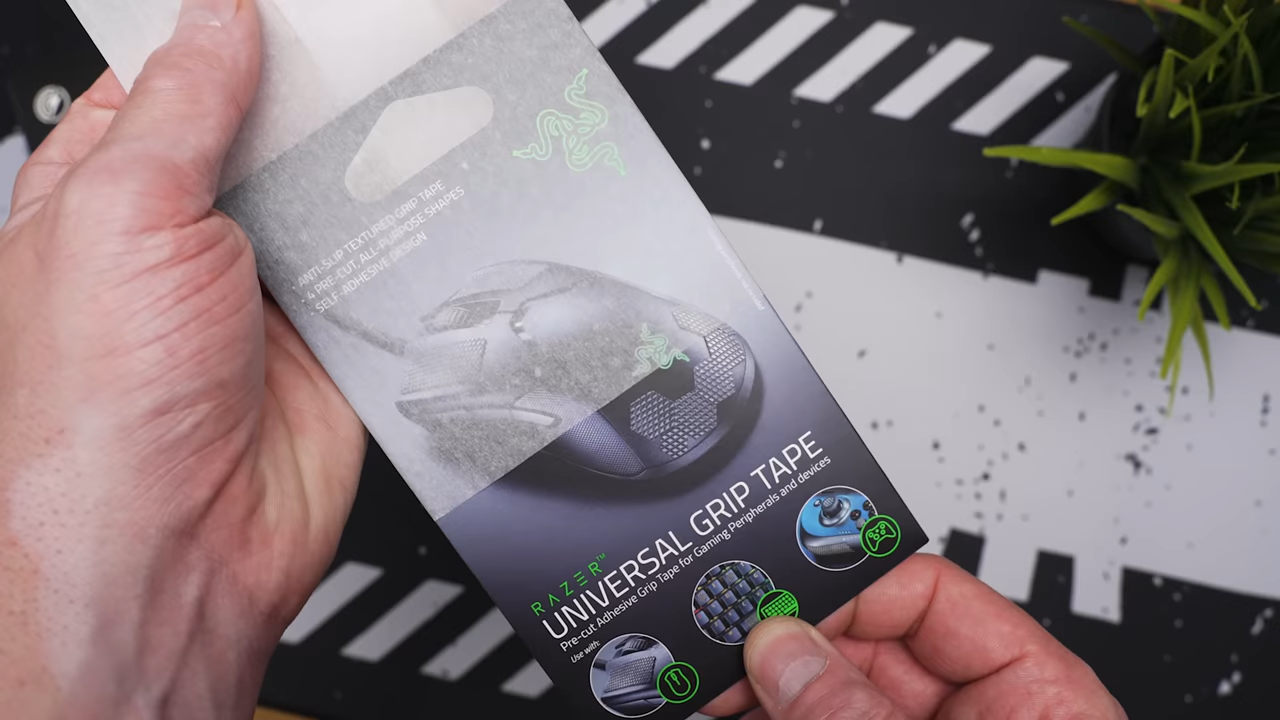 · ANTI-SLIP TEXTURED GRIP TAPE
· 4 PRE-CUT, ALL-PURPOSE SHAPES
· SELF-ADHESIVE DESIGN
RAZER™
UNIVERSAL GRIP TAPE
Pre-cut Adhesive Grip Tape for Gaming Peripherals and devices
Use with: